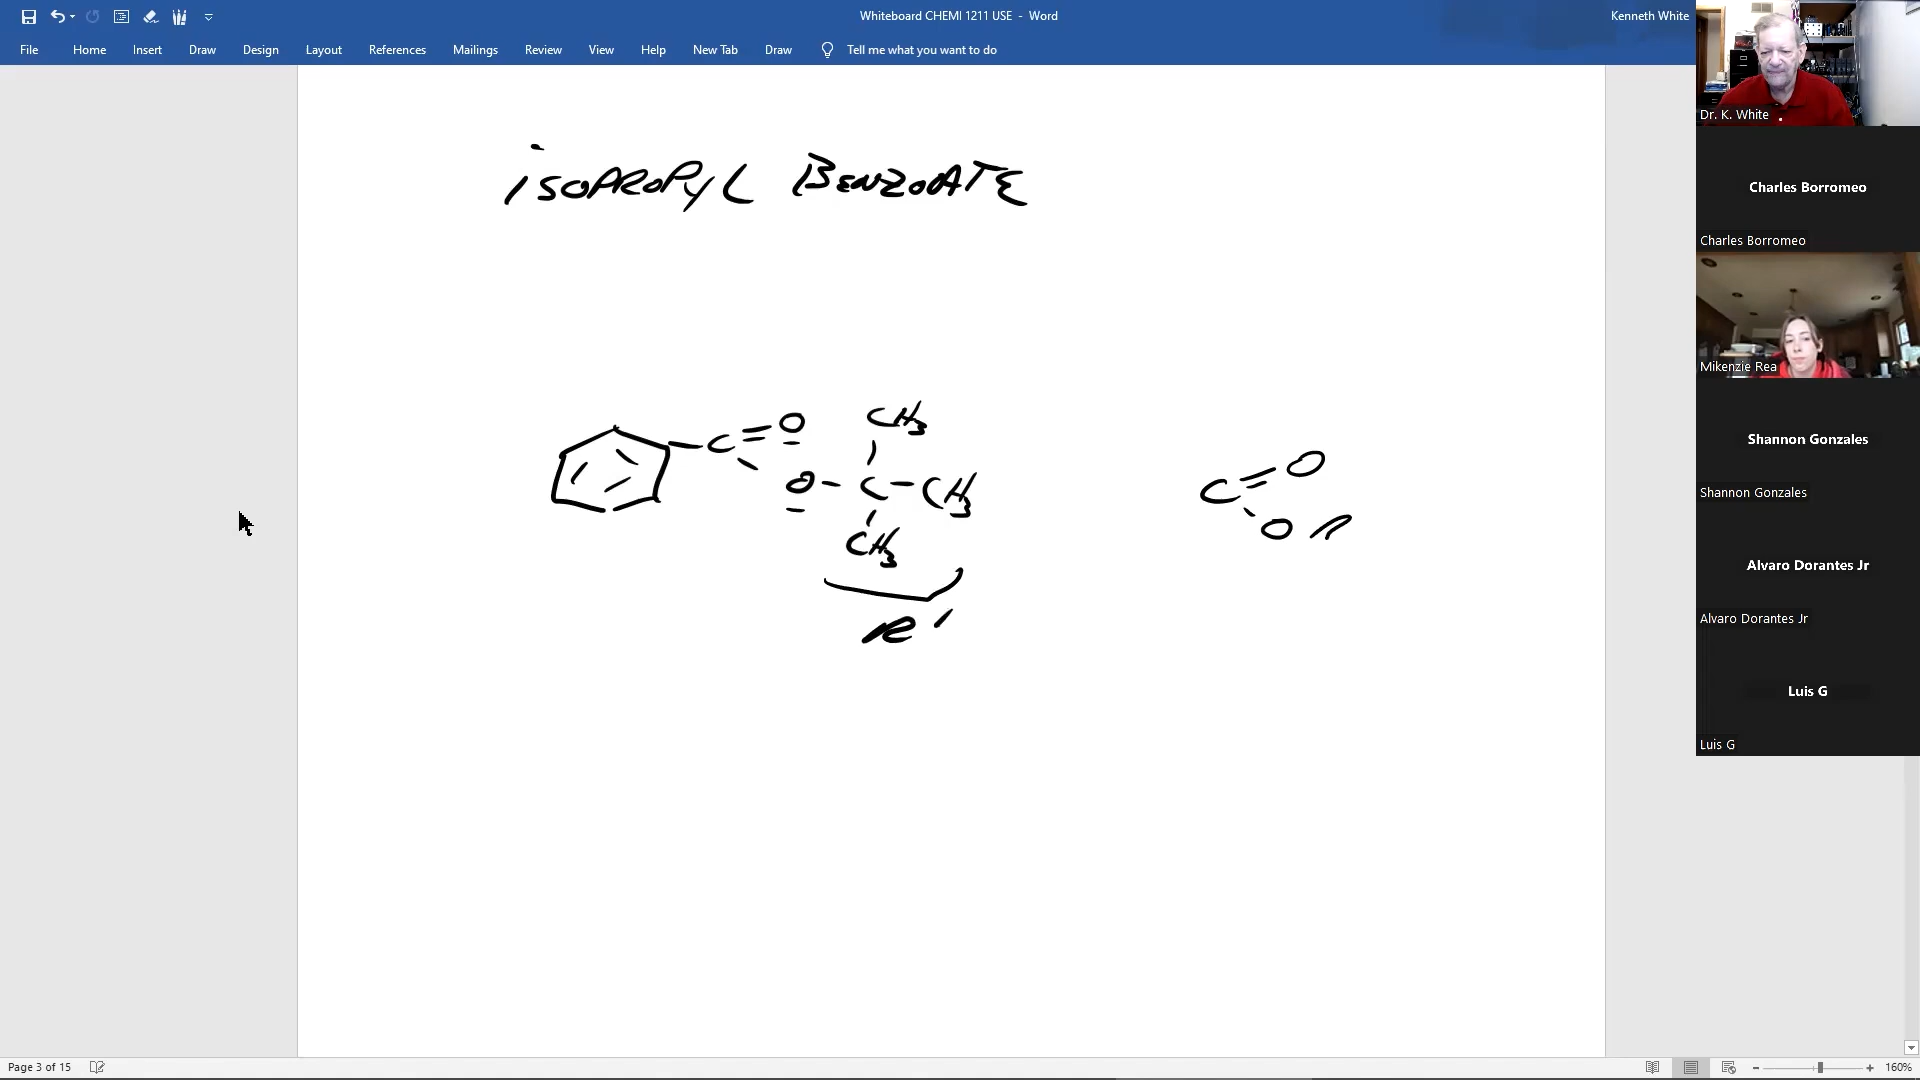 Whiteboard CHEMI 1211 USE - Word
Kenneth White
File Home Insert Draw Design Layout References Mailings Review View Help New Tab Draw Tell me what you want to do
Dr. K. White
Charles Borromeo
Charles Borromeo
Mikenzie Rea
Shannon Gonzales
Shannon Gonzales
Alvaro Dorantes Jr
Alvaro Dorantes Jr
Luis G
Luis G
isoPROPYL BENZOATE
CH3
C=O
O-C-CH3
CH3
R'
C=O
O
Page 3 of 15
160%